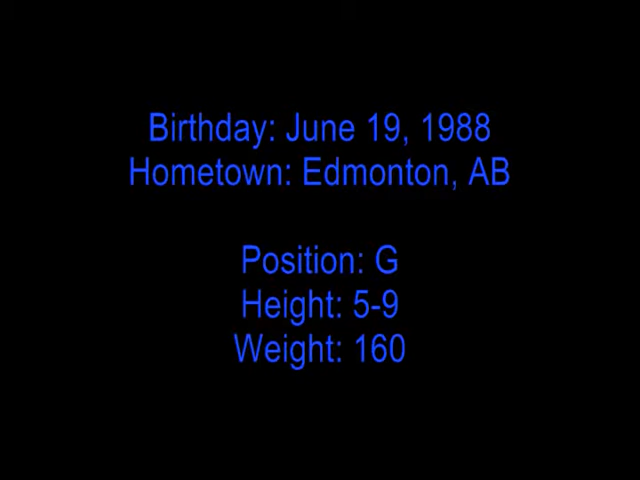 Birthday: June 19, 1988
Hometown: Edmonton, AB
Position: G
Height: 5-9
Weight: 160